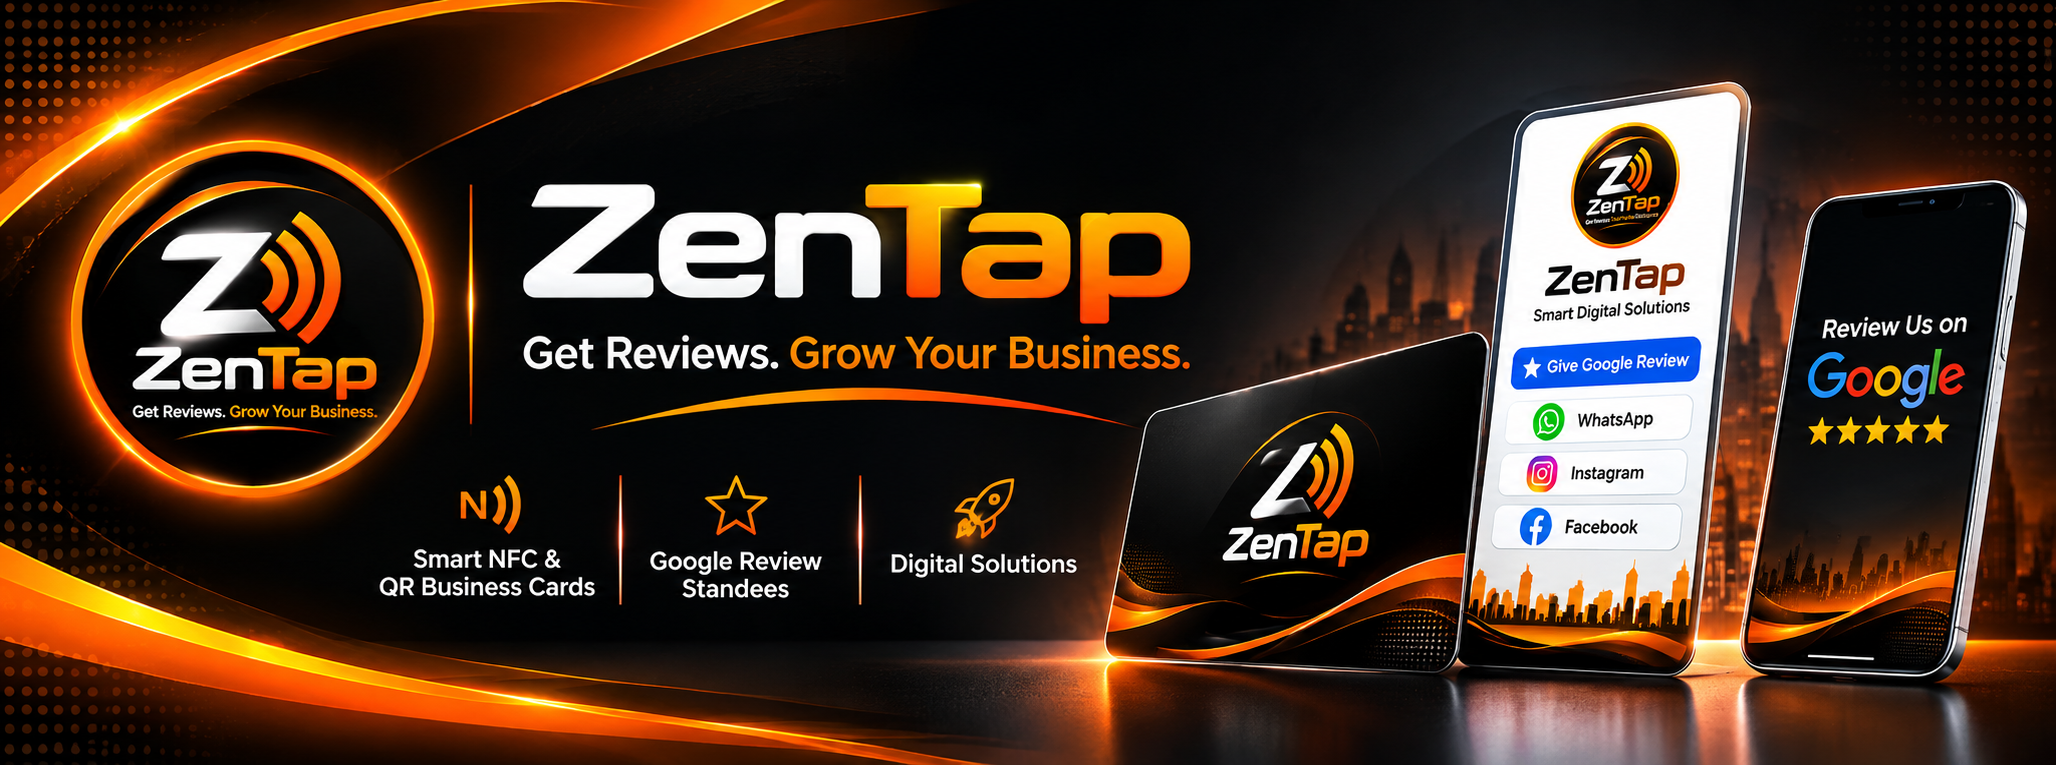 ZenTap
Get Reviews. Grow Your Business.
ZenTap
Get Reviews. Grow Your Business.
N
Smart NFC &
QR Business Cards
Google Review
Standees
Digital Solutions
ZenTap
ZenTap
ZenTap
Smart Digital Solutions
Give Google Review
WhatsApp
Instagram
Facebook
Review Us on
Google